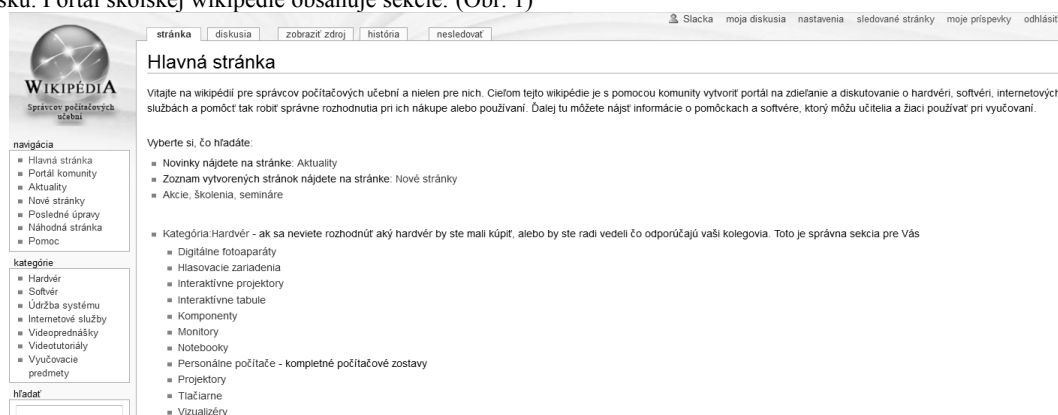 sku. Portál školskej wikipédie obsahuje sekcie: (Obr. 1)
Slacka moja diskusia nastavenia sledované stránky moje príspevky odhlásiť
stránka diskusia zobraziť zdroj história nesledovať
Hlavná stránka
WIKIPÉDIA
Správcov počítačových
učební
Vitajte na wikipédií pre správcov počítačových učební a nielen pre nich. Cieľom tejto wikipédie je s pomocou komunity vytvoriť portál na zdieľanie a diskutovanie o hardvéri, softvéri, internetových
službách a pomôcť tak robiť správne rozhodnutia pri ich nákupe alebo používaní. Ďalej tu môžete nájsť informácie o pomôckach a softvére, ktorý môžu učitelia a žiaci používať pri vyučovaní.
navigácia
Hlavná stránka
Portál komunity
Aktuality
Nové stránky
Posledné úpravy
Náhodná stránka
Pomoc
kategórie
Hardvér
Softvér
Údržba systému
Internetové služby
Videoprednášky
Videotutoriály
Vyučovacie
predmety
hľadať
Vyberte si, čo hľadáte:
Novinky nájdete na stránke: Aktuality
Zoznam vytvorených stránok nájdete na stránke: Nové stránky
Akcie, školenia, semináre
Kategória:Hardvér - ak sa neviete rozhodnúť aký hardvér by ste mali kúpiť, alebo by ste radi vedeli čo odporúčajú vaši kolegovia. Toto je správna sekcia pre Vás
Digitálne fotoaparáty
Hlasovacie zariadenia
Interaktívne projektory
Interaktívne tabule
Komponenty
Monitory
Notebooky
Personálne počítače - kompletné počítačové zostavy
Projektory
Tlačiarne
Vizualizéry